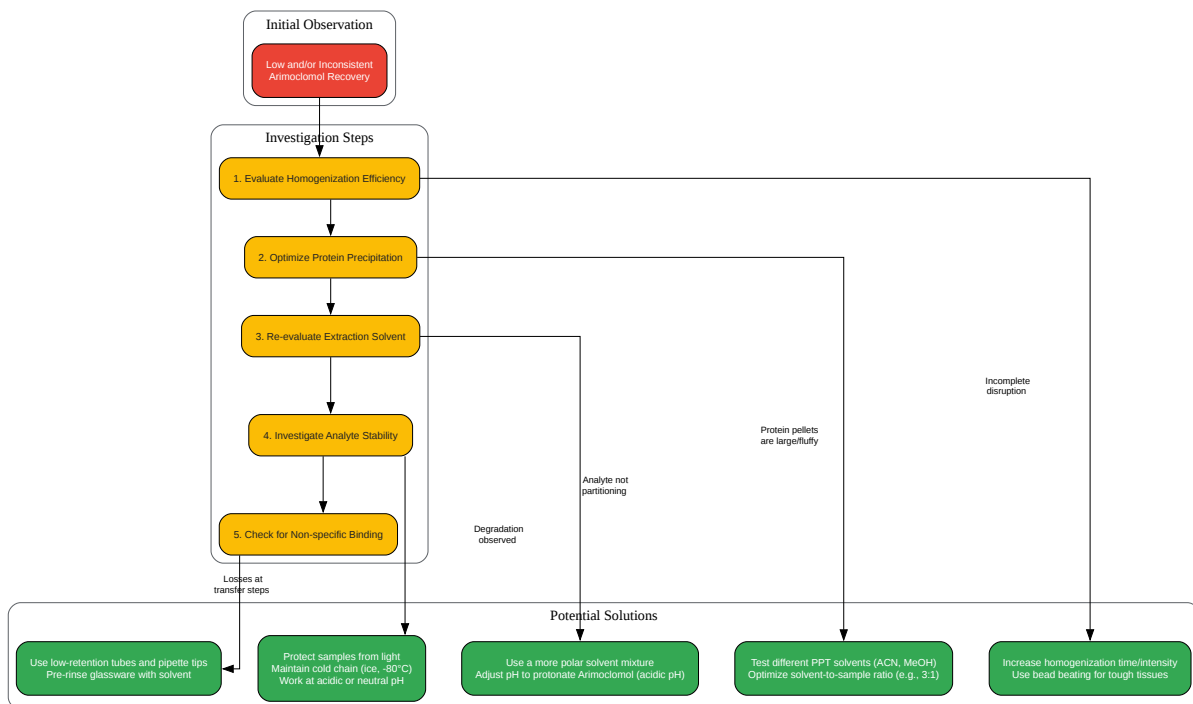 Initial Observation
Low and/or Inconsistent
Arimoclomol Recovery
Investigation Steps
1. Evaluate Homogenization Efficiency
2. Optimize Protein Precipitation
3. Re-evaluate Extraction Solvent
4. Investigate Analyte Stability
5. Check for Non-specific Binding
Incomplete
disruption
Protein pellets
are large/fluffy
Analyte not
partitioning
Degradation
observed
Losses at
transfer steps
Potential Solutions
Use low-retention tubes and pipette tips
Pre-rinse glassware with solvent
Protect samples from light
Maintain cold chain (ice, -80°C)
Work at acidic or neutral pH
Use a more polar solvent mixture
Adjust pH to protonate Arimoclomol (acidic pH)
Test different PPT solvents (ACN, MeOH)
Optimize solvent-to-sample ratio (e.g., 3:1)
Increase homogenization time/intensity
Use bead beating for tough tissues